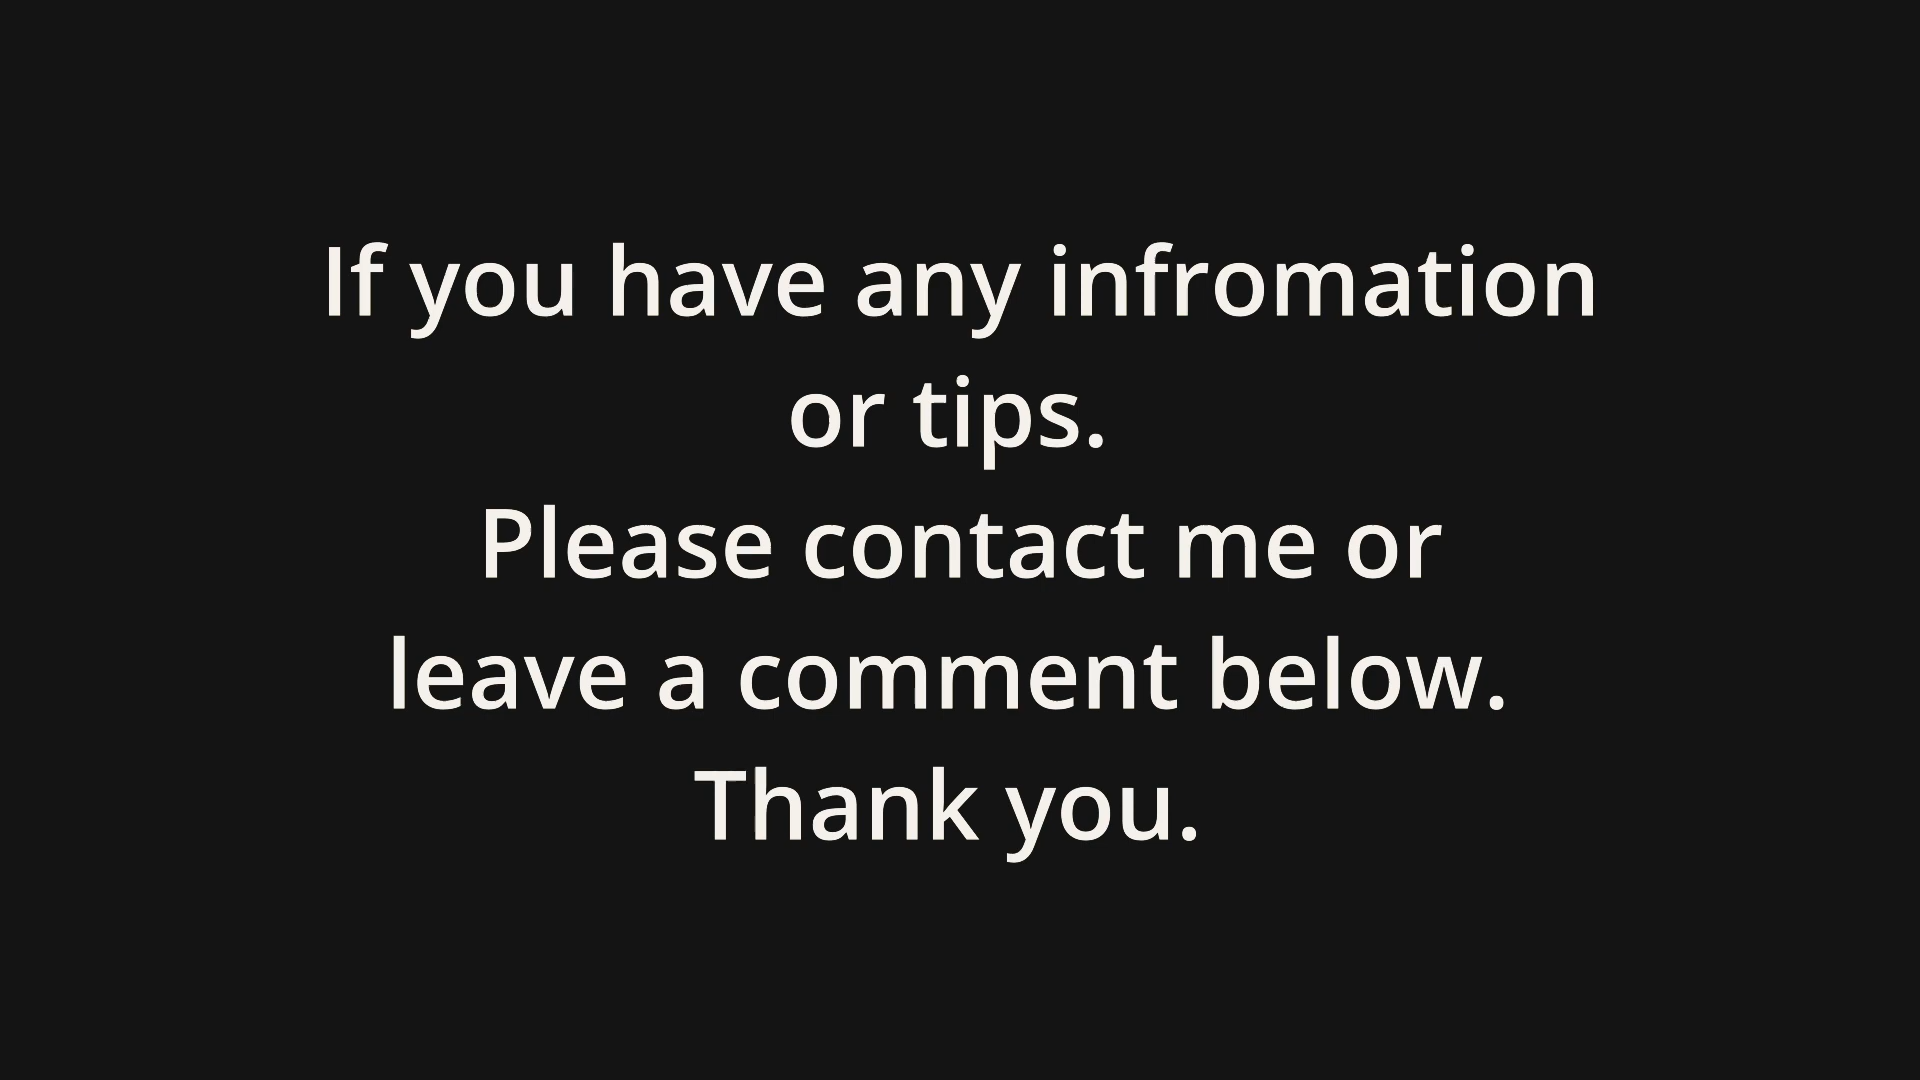 If you have any infromation
or tips.
Please contact me or
leave a comment below.
Thank you.